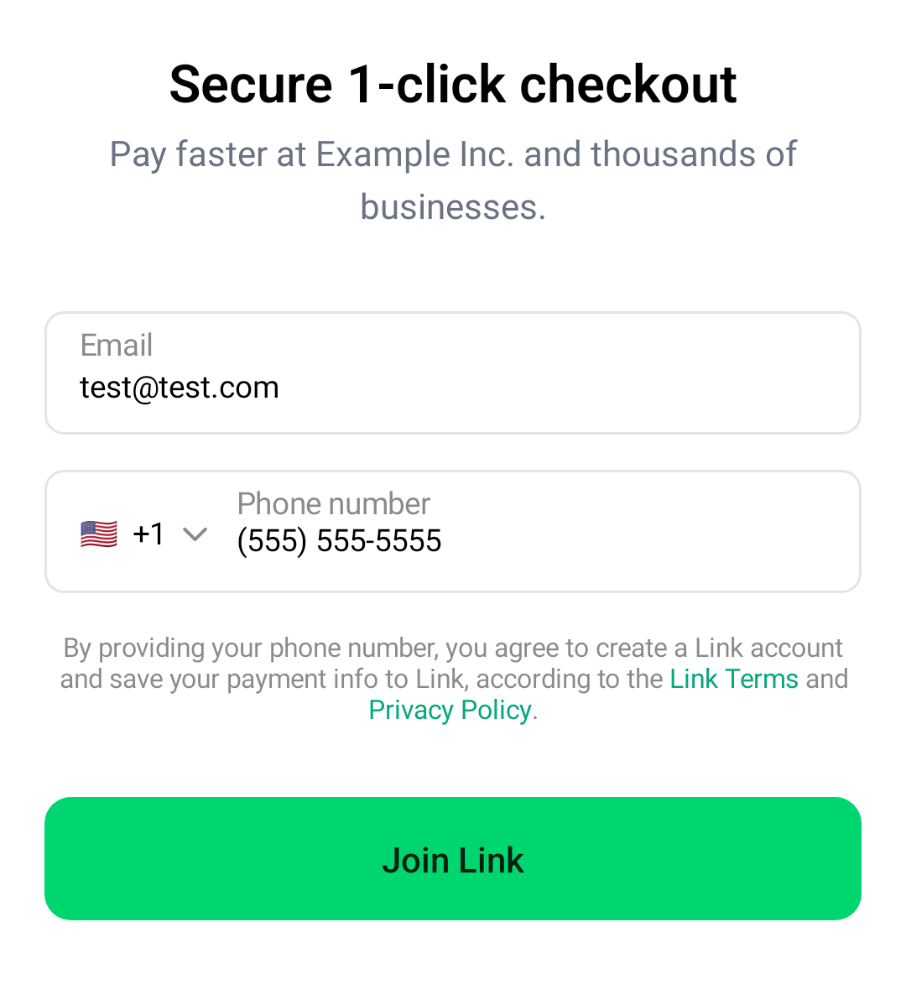 Secure 1-click checkout
Pay faster at Example Inc. and thousands of
businesses.
Email
test@test.com
Phone number
+1 (555) 555-5555
By providing your phone number, you agree to create a Link account
and save your payment info to Link, according to the Link Terms and
Privacy Policy.
Join Link